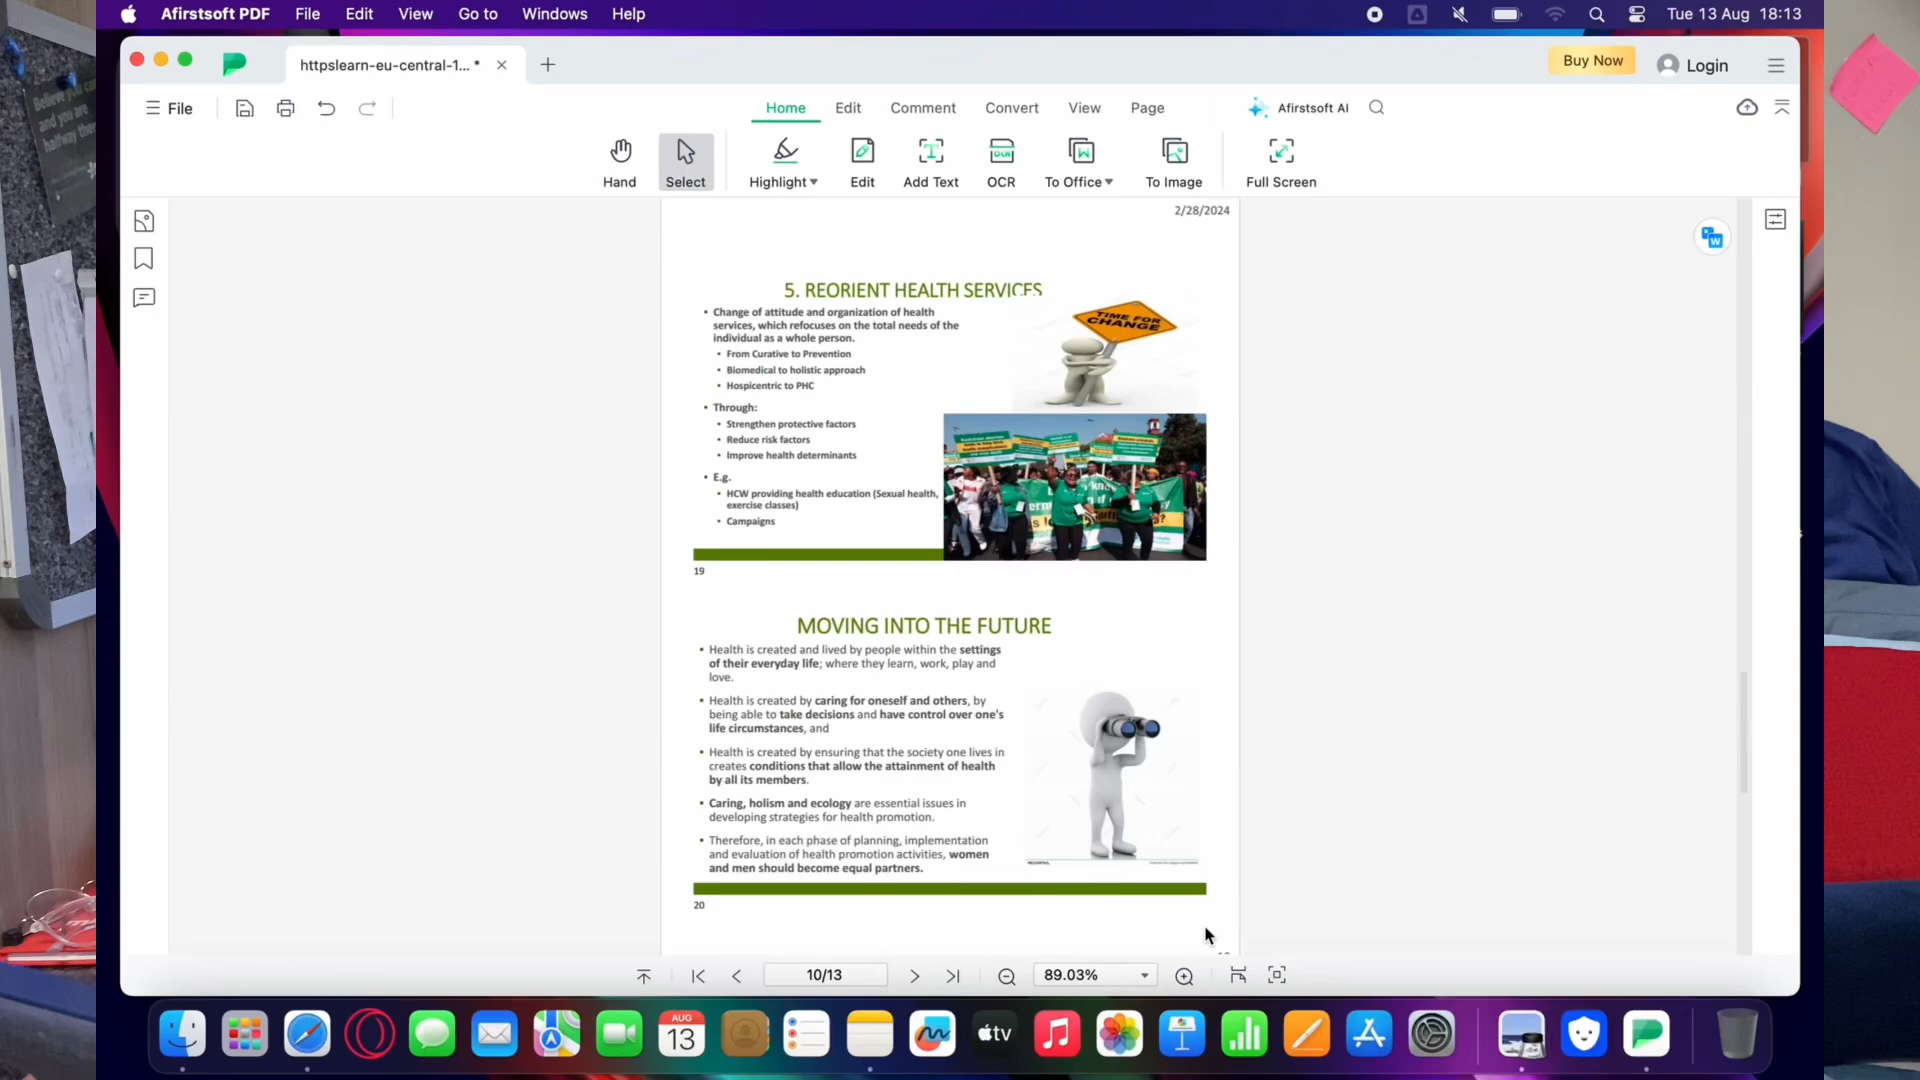 Afirstsoft PDF File Edit View Go to Windows Help
Tue 13 Aug 18:13
httpslearn-eu-central-1... *
Buy Now
Login
File
Home Edit Comment Convert View Page
Afirstsoft AI
Hand
Select
Highlight
Edit
Add Text
OCR
To Office
To Image
Full Screen
2/28/2024
5. REORIENT HEALTH SERVICES
• Change of attitude and organization of health
services, which refocuses on the total needs of the
individual as a whole person.
• From Curative to Prevention
• Biomedical to holistic approach
• Hospicentric to PHC
• Through:
• Strengthen protective factors
• Reduce risk factors
• Improve health determinants
• E.g.
• HCW providing health education (Sexual health,
exercise classes)
• Campaigns
TIME FOR
CHANGE
19
MOVING INTO THE FUTURE
• Health is created and lived by people within the settings
of their everyday life; where they learn, work, play and
love.
• Health is created by caring for oneself and others, by
being able to take decisions and have control over one's
life circumstances, and
• Health is created by ensuring that the society one lives in
creates conditions that allow the attainment of health
by all its members.
• Caring, holism and ecology are essential issues in
developing strategies for health promotion.
• Therefore, in each phase of planning, implementation
and evaluation of health promotion activities, women
and men should become equal partners.
20
10/13
89.03%
AUG
13
tv
Believe you can
and you are
halfway there